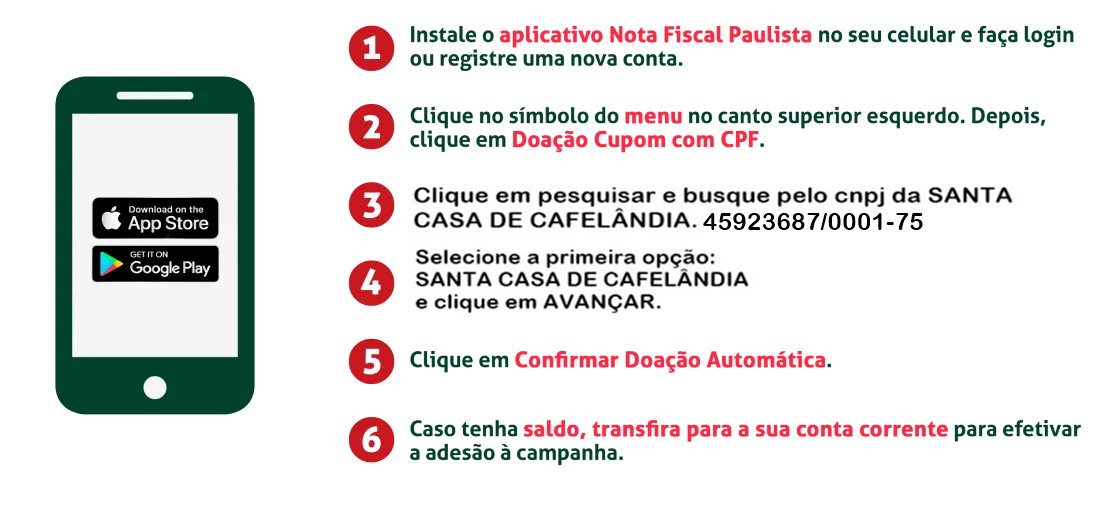 Download on the
App Store
GET IT ON
Google Play
1
Instale o aplicativo Nota Fiscal Paulista no seu celular e faça login
ou registre uma nova conta.
2
Clique no símbolo do menu no canto superior esquerdo. Depois,
clique em Doação Cupom com CPF.
3
Clique em pesquisar e busque pelo cnpj da SANTA
CASA DE CAFELÂNDIA. 45923687/0001-75
4
Selecione a primeira opção:
SANTA CASA DE CAFELÂNDIA
e clique em AVANÇAR.
5
Clique em Confirmar Doação Automática.
6
Caso tenha saldo, transfira para a sua conta corrente para efetivar
a adesão à campanha.